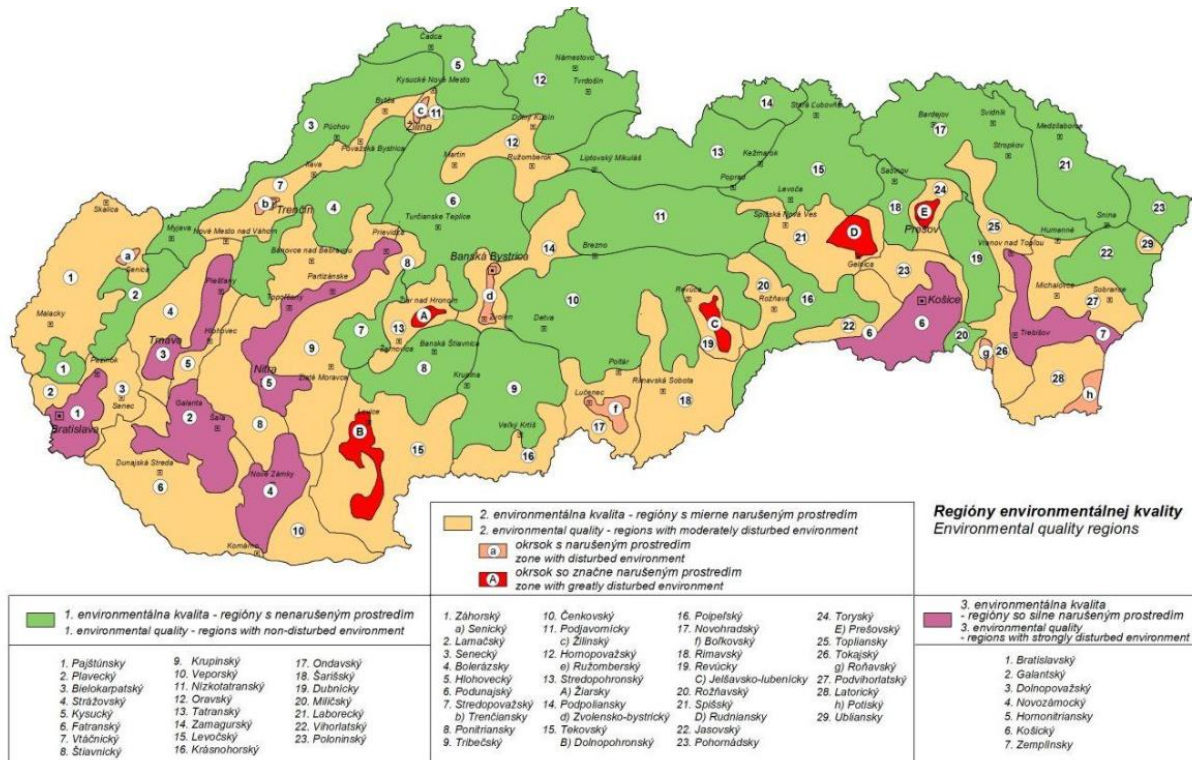 Čadca
Námestovo
Tvrdošín
Kysucké Nové Mesto
Bytča
Žilina
Púchov
Považská Bystrica
Dolný Kubín
Martin
Ružomberok
Liptovský Mikuláš
Stará Ľubovňa
Kežmarok
Poprad
Levoča
Sabinov
Bardejov
Svidník
Stropkov
Medzilaborce
Snina
Humenné
Vranov nad Topľou
Michalovce
Sobrance
Trebišov
Prešov
Košice
Gelnica
Spišská Nová Ves
Rožňava
Revúca
Rimavská Sobota
Poltár
Lučenec
Veľký Krtíš
Detva
Brezno
Banská Bystrica
Zvolen
Krupina
Banská Štiavnica
Žiar nad Hronom
Žarnovica
Turčianske Teplice
Prievidza
Partizánske
Bánovce nad Bebravou
Topoľčany
Trenčín
Ilava
Nové Mesto nad Váhom
Myjava
Skalica
Senica
Malacky
Pezinok
Senec
Bratislava
Trnava
Piešťany
Hlohovec
Nitra
Zlaté Moravce
Galanta
Šaľa
Dunajská Streda
Nové Zámky
Komárno
Levice
Regióny environmentálnej kvality
Environmental quality regions
2. environmentálna kvalita - regióny s mierne narušeným prostredím
2. environmental quality - regions with moderately disturbed environment
a okrsok s narušeným prostredím
zone with disturbed environment
A okrsok so značne narušeným prostredím
zone with greatly disturbed environment
1. environmentálna kvalita - regióny s nenarušeným prostredím
1. environmental quality - regions with non-disturbed environment
1. Pajštúnsky
2. Plavecký
3. Bielokarpatský
4. Strážovský
5. Kysucký
6. Fatranský
7. Vtáčnický
8. Štiavnický
9. Krupinský
10. Veporský
11. Nízkotatranský
12. Oravský
13. Tatranský
14. Zamagurský
15. Levočský
16. Krásnohorský
17. Ondavský
18. Šarišský
19. Dubnícky
20. Miličský
21. Laborecký
22. Vihorlatský
23. Poloninský
1. Záhorský
a) Senický
2. Lamačský
3. Senecký
4. Bolerázsky
5. Hlohovecký
6. Podunajský
7. Stredopovažský
b) Trenčiansky
8. Ponitriansky
9. Tribečský
10. Čenkovský
11. Podjavornícky
c) Žilinský
12. Hornopovažský
e) Ružomberský
13. Stredopohronský
A) Žiarsky
14. Podpoliansky
d) Zvolensko-bystrický
15. Tekovský
B) Dolnopohronský
16. Poipeľský
17. Novohradský
f) Boľkovský
18. Rimavský
19. Revúcky
C) Jelšavsko-lubenícky
20. Rožňavský
21. Spišský
D) Rudniansky
22. Jasovský
23. Pohornádský
24. Toryský
E) Prešovský
25. Topliansky
26. Tokajský
g) Roňavský
27. Podvihorlatský
28. Latorický
h) Potiský
29. Ubliansky
3. environmentálna kvalita
- regióny so silne narušeným prostredím
3. environmental quality
- regions with strongly disturbed environment
1. Bratislavský
2. Galantský
3. Dolnopovažský
4. Novozámocký
5. Hornonitriansky
6. Košický
7. Zemplínsky